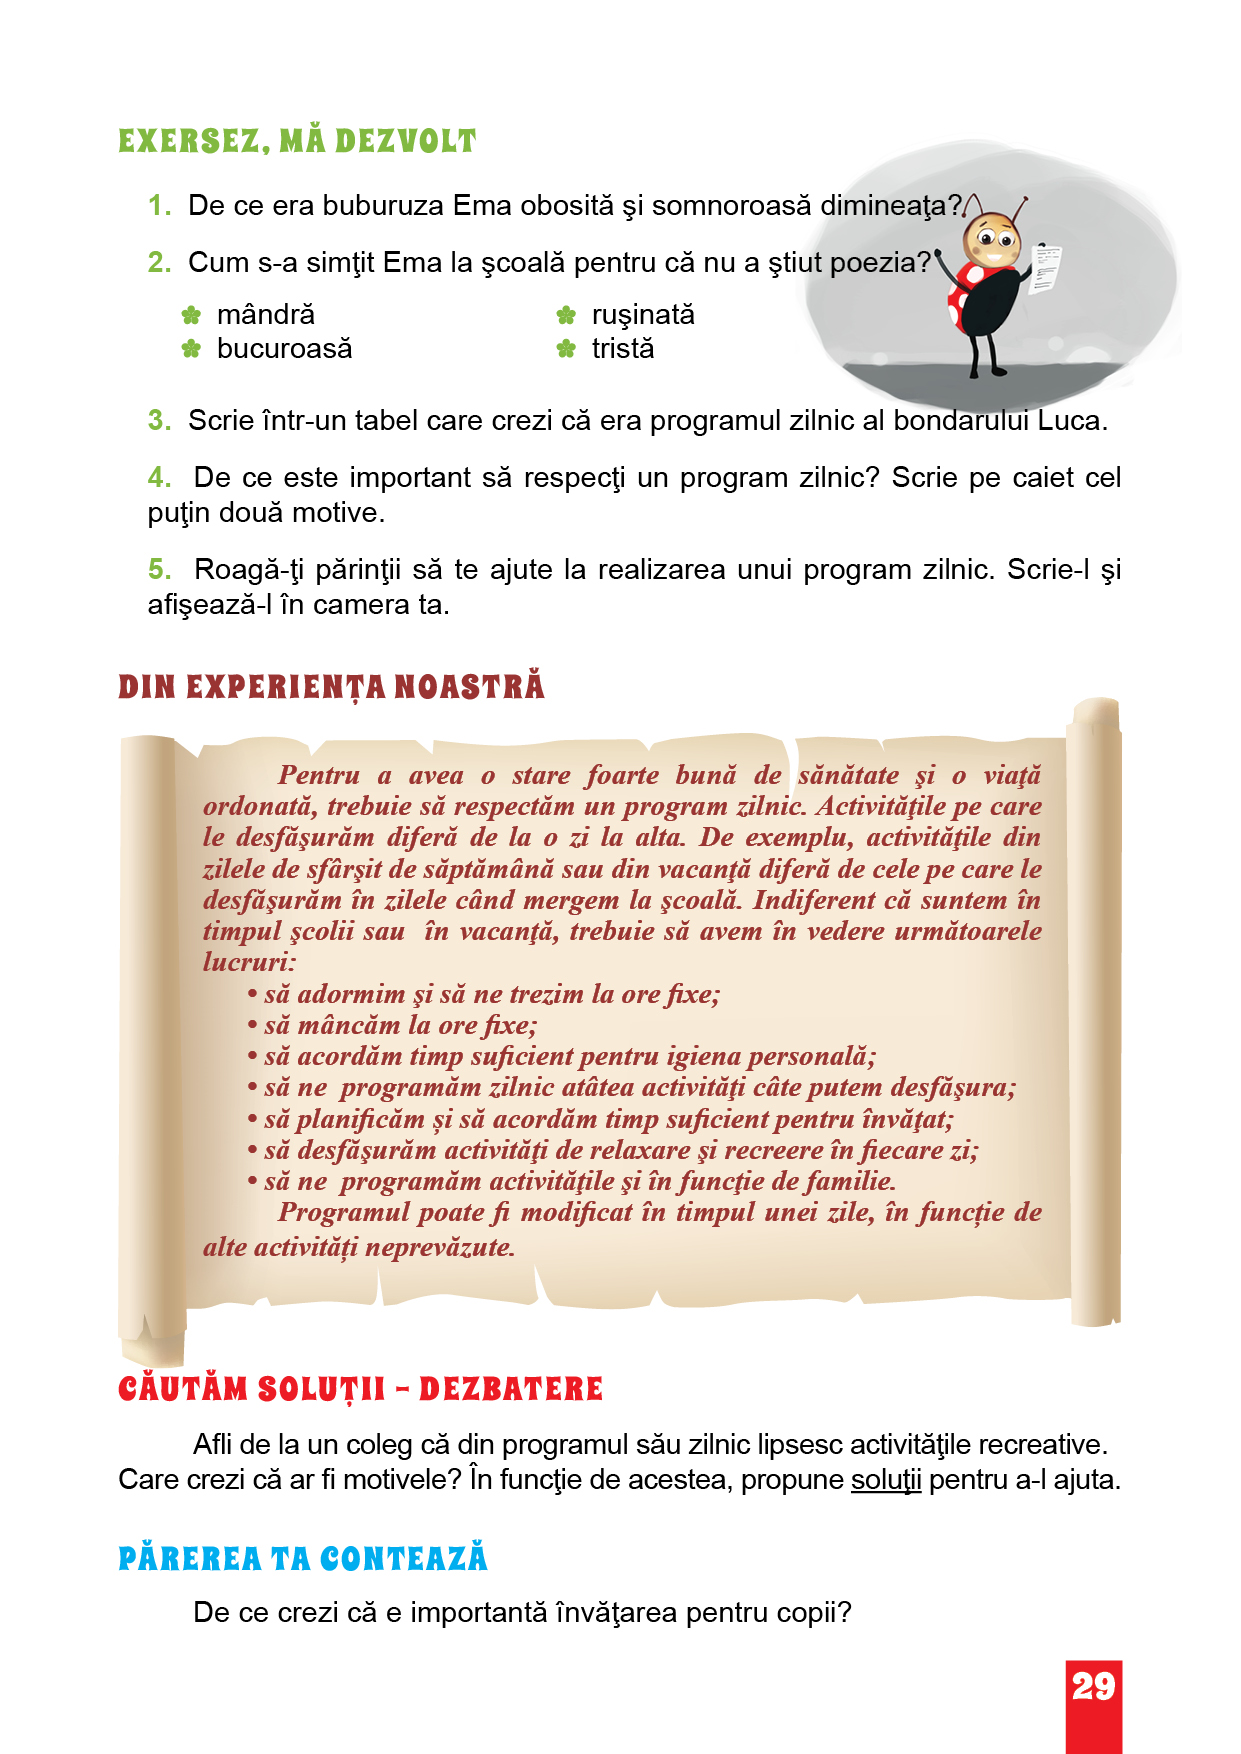 EXERSEZ, MĂ DEZVOLT
1. De ce era buburuza Ema obosită şi somnoroasă dimineaţa?
2. Cum s-a simţit Ema la şcoală pentru că nu a ştiut poezia?
mândră
ruşinată
bucuroasă
tristă
3. Scrie într-un tabel care crezi că era programul zilnic al bondarului Luca.
4. De ce este important să respecţi un program zilnic? Scrie pe caiet cel
puţin două motive.
5. Roagă-ţi părinţii să te ajute la realizarea unui program zilnic. Scrie-l şi
afişează-l în camera ta.
DIN EXPERIENȚA NOASTRĂ
Pentru a avea o stare foarte bună de sănătate şi o viaţă
ordonată, trebuie să respectăm un program zilnic. Activităţile pe care
le desfăşurăm diferă de la o zi la alta. De exemplu, activităţile din
zilele de sfârşit de săptămână sau din vacanţă diferă de cele pe care le
desfăşurăm în zilele când mergem la şcoală. Indiferent că suntem în
timpul şcolii sau în vacanţă, trebuie să avem în vedere următoarele
lucruri:
• să adormim şi să ne trezim la ore fixe;
• să mâncăm la ore fixe;
• să acordăm timp suficient pentru igiena personală;
• să ne programăm zilnic atâtea activităţi câte putem desfăşura;
• să planificăm și să acordăm timp suficient pentru învăţat;
• să desfăşurăm activităţi de relaxare şi recreere în fiecare zi;
• să ne programăm activităţile şi în funcţie de familie.
Programul poate fi modificat în timpul unei zile, în funcție de
alte activități neprevăzute.
CĂUTĂM SOLUȚII – DEZBATERE
Afli de la un coleg că din programul său zilnic lipsesc activităţile recreative.
Care crezi că ar fi motivele? În funcţie de acestea, propune soluţii pentru a-l ajuta.
PĂREREA TA CONTEAZĂ
De ce crezi că e importantă învăţarea pentru copii?
29